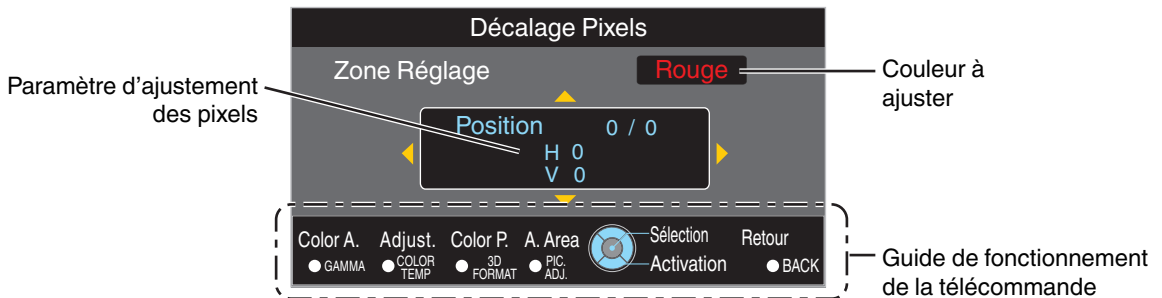 Décalage Pixels
Zone Réglage Rouge
Couleur à
ajuster
Paramètre d'ajustement
des pixels
Position 0 / 0
H 0
V 0
Color A. Adjust. Color P. A. Area Sélection Retour
GAMMA COLOR TEMP 3D FORMAT PIC. ADJ. Activation BACK
Guide de fonctionnement
de la télécommande